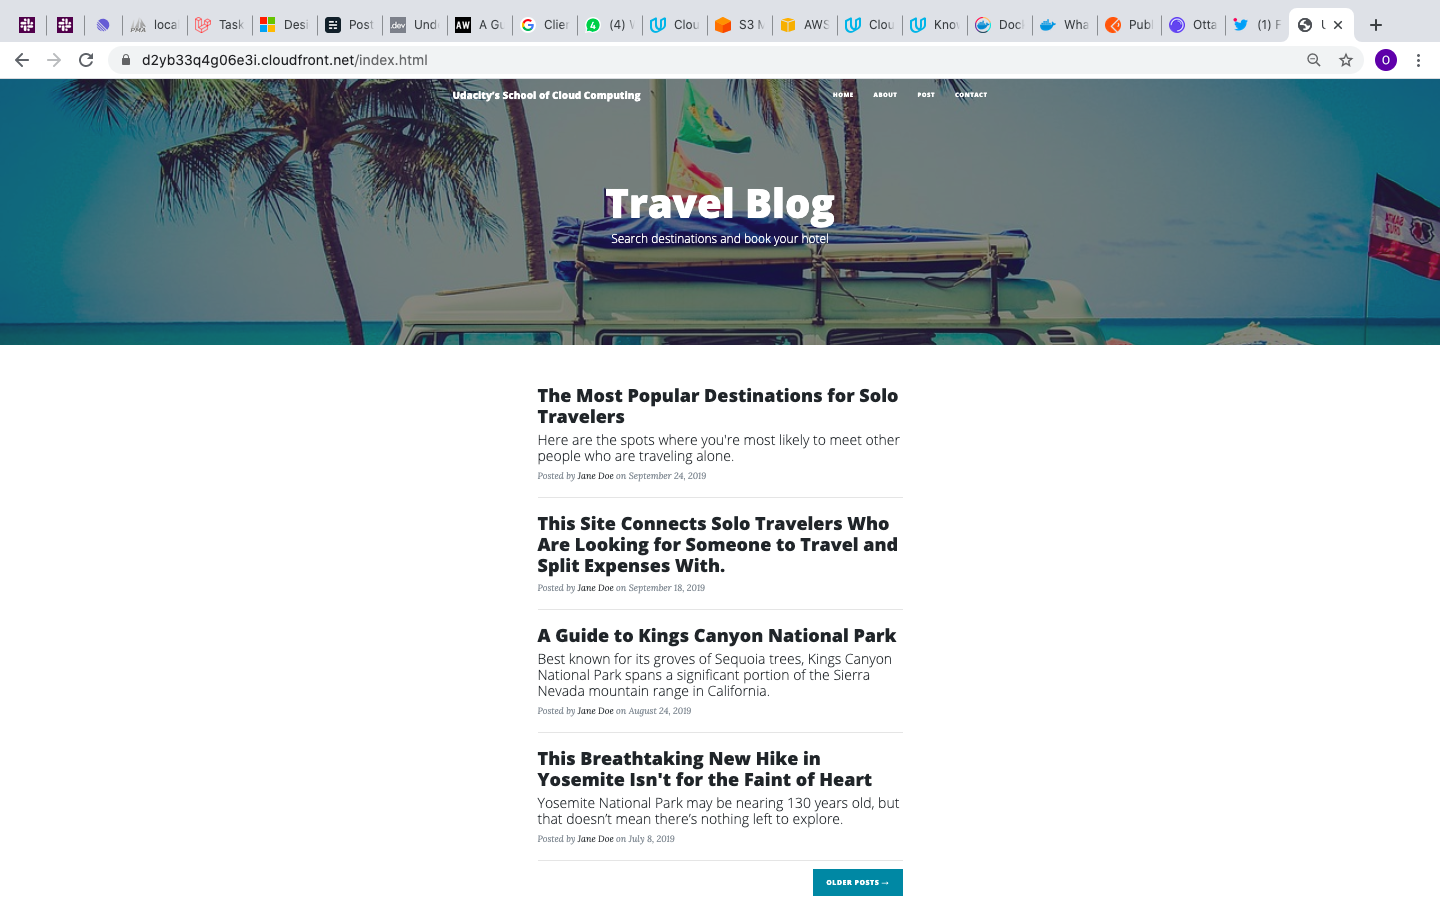 loca
Task
Desi
Post
.dev
Und
AW
A Gu
Clien
4
(4) W
Clou
S3 M
AWS
Clou
Know
Dock
Wha
Publ
Otta
(1) F
d2yb33q4g06e3i.cloudfront.net/index.html
O
Udacity's School of Cloud Computing
HOME ABOUT POST CONTACT
Travel Blog
Search destinations and book your hotel
The Most Popular Destinations for Solo
Travelers
Here are the spots where you're most likely to meet other
people who are traveling alone.
Posted by Jane Doe on September 24, 2019
This Site Connects Solo Travelers Who
Are Looking for Someone to Travel and
Split Expenses With.
Posted by Jane Doe on September 18, 2019
A Guide to Kings Canyon National Park
Best known for its groves of Sequoia trees, Kings Canyon
National Park spans a significant portion of the Sierra
Nevada mountain range in California.
Posted by Jane Doe on August 24, 2019
This Breathtaking New Hike in
Yosemite Isn't for the Faint of Heart
Yosemite National Park may be nearing 130 years old, but
that doesn’t mean there’s nothing left to explore.
Posted by Jane Doe on July 8, 2019
OLDER POSTS →